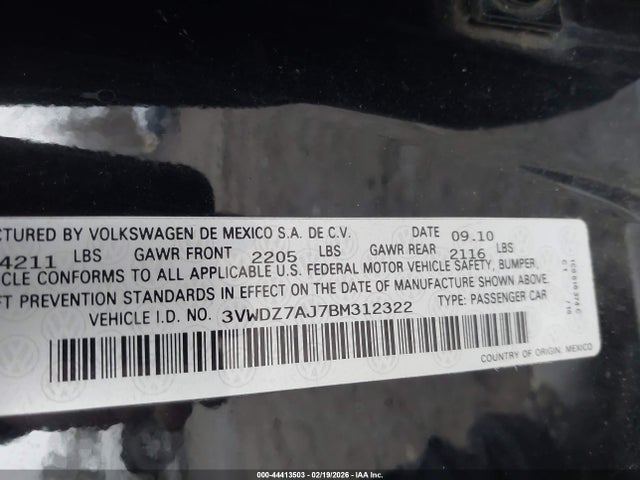 CTURED BY VOLKSWAGEN DE MEXICO S.A. DE C.V. DATE 09.10
4211 LBS GAWR FRONT 2205 LBS GAWR REAR 2116 LBS
ICLE CONFORMS TO ALL APPLICABLE U.S. FEDERAL MOTOR VEHICLE SAFETY, BUMPER,
FT PREVENTION STANDARDS IN EFFECT ON THE DATE OF MANUFACTURE SHOWN ABOVE.
VEHICLE I.D. NO. 3VWDZ7AJ7BM312322 TYPE: PASSENGER CAR
COUNTRY OF ORIGIN: MEXICO
000-44413503 - 02/19/2026 - IAA Inc.